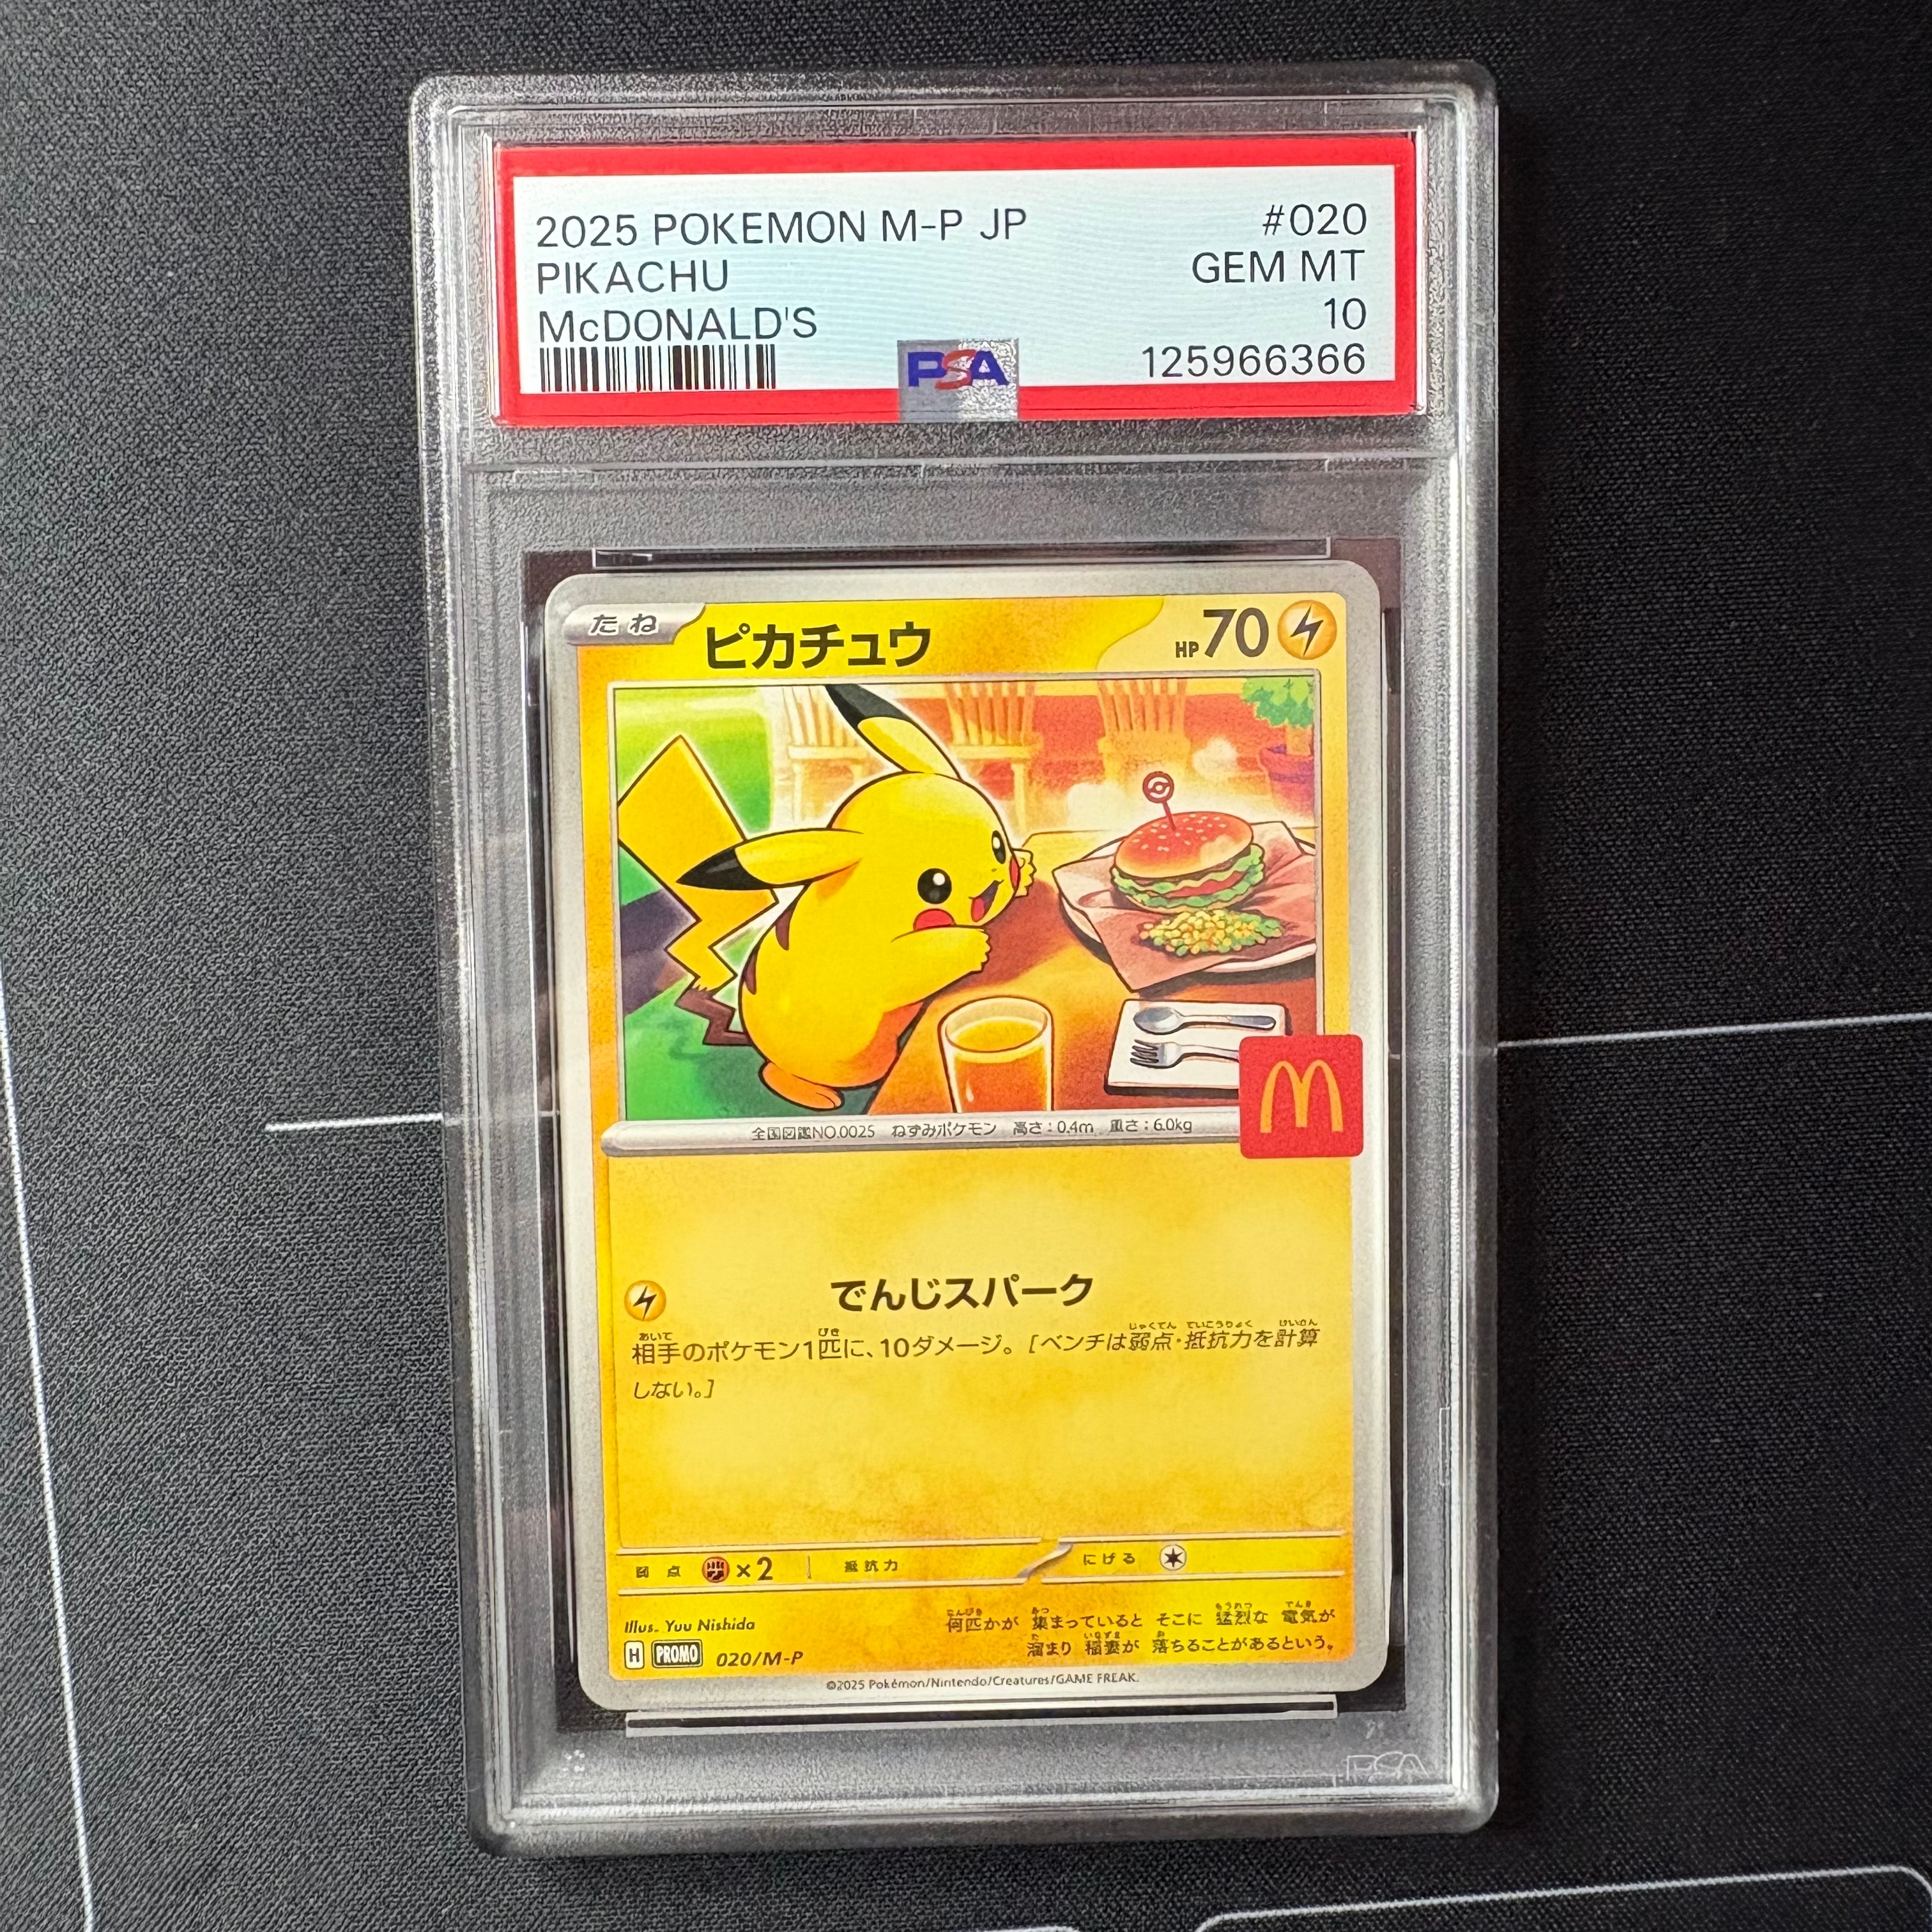 2025 POKEMON M-P JP #020
PIKACHU GEM MT
McDONALD'S 10
PSA 125966366
たね ピカチュウ HP70
全国図鑑NO.0025 ねずみポケモン 高さ:0.4m 重さ:6.0kg
でんじスパーク
相手のポケモン1匹に、10ダメージ。[ベンチは弱点・抵抗力を計算
しない。]
弱点 ×2 抵抗力 にげる
Illus. Yuu Nishida
何匹かが 集まっていると そこに 猛烈な 電気が
溜まり 稲妻が 落ちることがあるという。
H PROMO 020/M-P
©2025 Pokémon/Nintendo/Creatures/GAME FREAK.
PSA